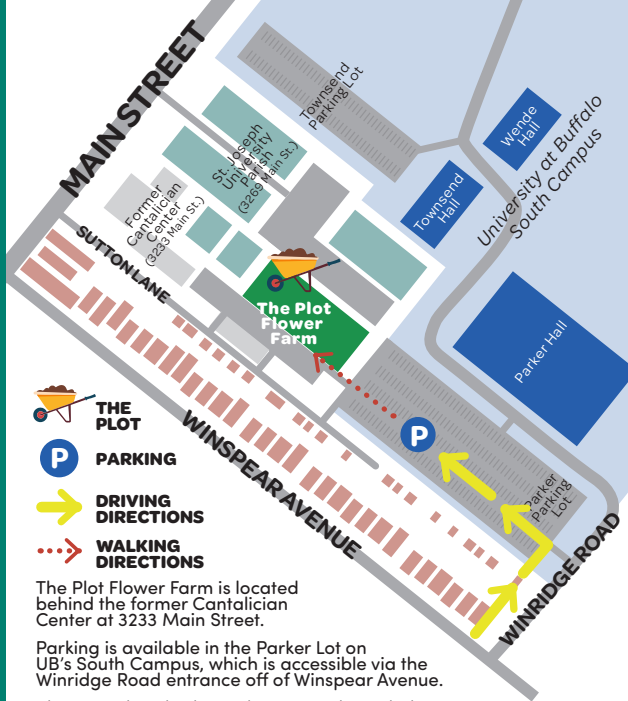 MAIN STREET
Townsend
Parking Lot
Wende
Hall
University at Buffalo
South Campus
St. Joseph
University
Parish
(3269 Main St.)
Townsend
Hall
Former
Cantalician
Center
(3233 Main St.)
SUTTON LANE
The Plot
Flower
Farm
Parker Hall
P
THE
PLOT
P
PARKING
WINSPEAR AVENUE
Parker
Parking
Lot
DRIVING
DIRECTIONS
WALKING
DIRECTIONS
WINRIDGE ROAD
The Plot Flower Farm is located
behind the former Cantalician
Center at 3233 Main Street.
Parking is available in the Parker Lot on
UB's South Campus, which is accessible via the
Winridge Road entrance off of Winspear Avenue.